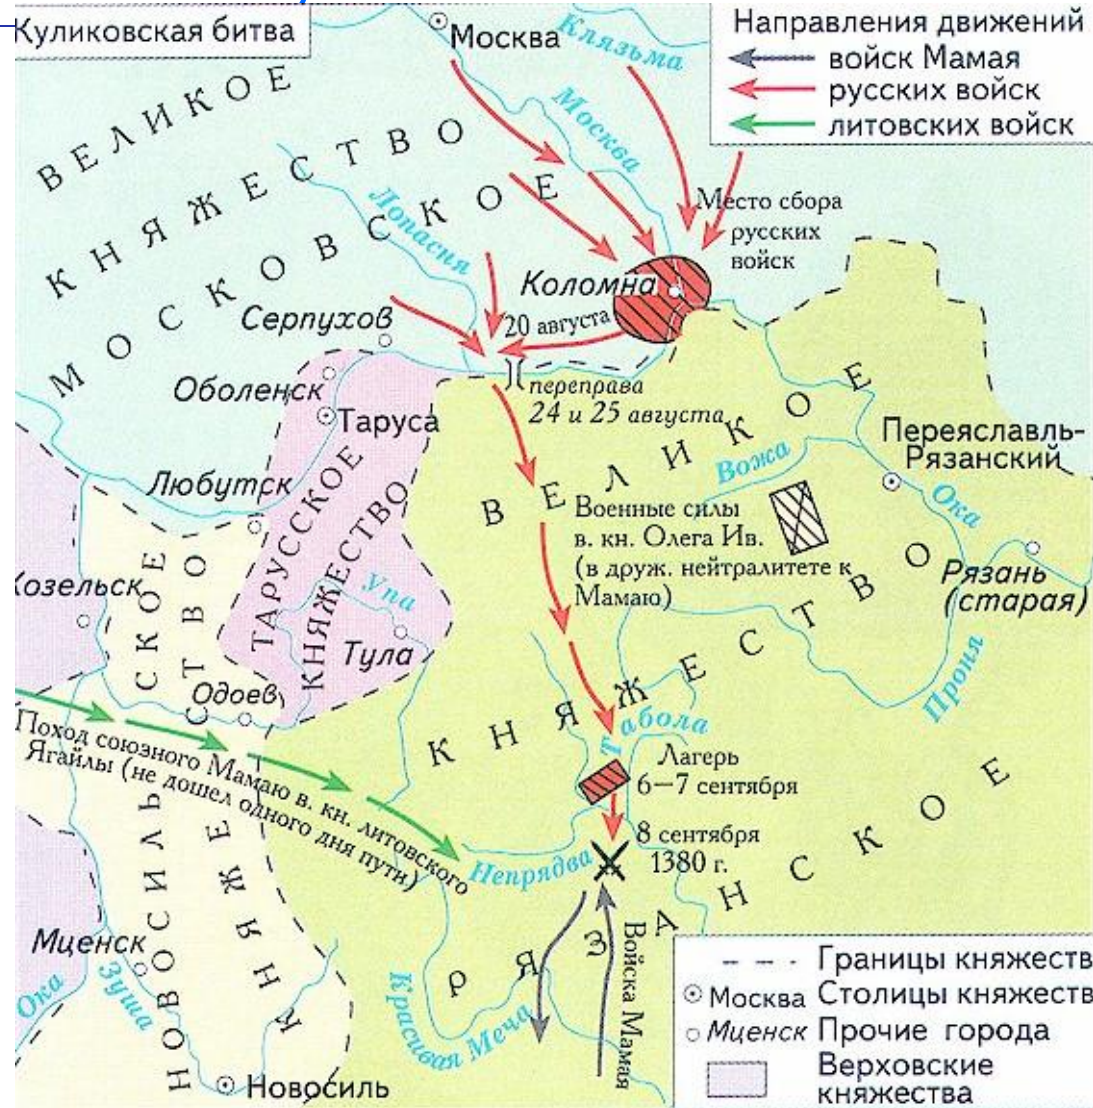 Куликовская битва
Направления движений
войск Мамая
русских войск
литовских войск
Москва
Клязьма
Москва
ВЕЛИКОЕ
КНЯЖЕСТВО
МОСКОВСКОЕ
Лопасня
Место сбора
русских
войск
Коломна
20 августа
Серпухов
Оболенск
Таруса
переправа
24 и 25 августа
Любутск
ТАРУССКОЕ
КНЯЖЕСТВО
ВЕЛИКОЕ
КНЯЖЕСТВО
РЯЗАНСКОЕ
Вожа
Переяславль-
Рязанский
Ока
Военные силы
в. кн. Олега Ив.
(в друж. нейтралитете к
Мамаю)
Рязань
(старая)
Проня
Козельск
Упа
Тула
Одоев
Поход союзного Мамаю в. кн. литовского
Ягайлы (не дошел одного дня пути)
Табола
Лагерь
6—7 сентября
8 сентября
1380 г.
Непрядва
НОВОСИЛЬСКОЕ
КНЯЖЕСТВО
Мценск
Ока
Зуша
Новосиль
Красивая Меча
Войска Мамая
Границы княжеств
Москва Столицы княжеств
Мценск Прочие города
Верховские
княжества